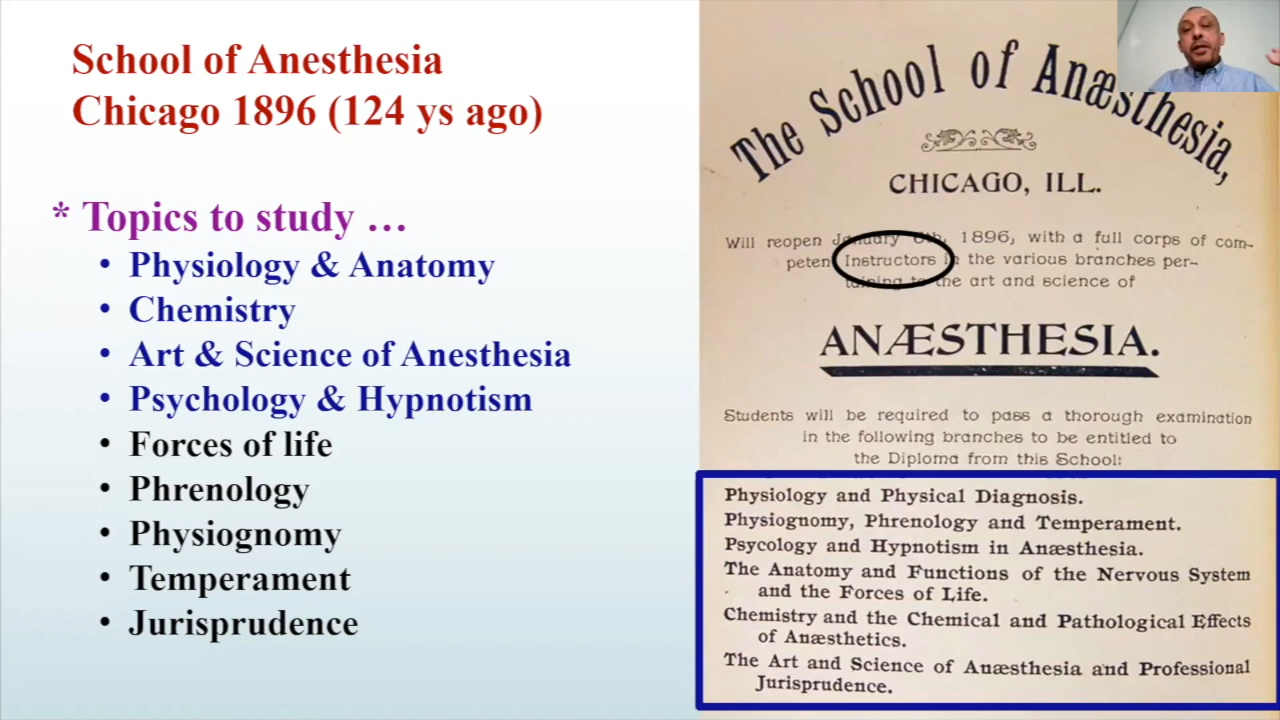 School of Anesthesia
Chicago 1896 (124 ys ago)
* Topics to study …
• Physiology & Anatomy
• Chemistry
• Art & Science of Anesthesia
• Psychology & Hypnotism
• Forces of life
• Phrenology
• Physiognomy
• Temperament
• Jurisprudence
The School of Anæsthesia,
CHICAGO, ILL.
Will reopen January 6th, 1896, with a full corps of com-
peten Instructors in the various branches per-
taining to the art and science of
ANÆSTHESIA.
Students will be required to pass a thorough examination
in the following branches to be entitled to
the Diploma from this School:
Physiology and Physical Diagnosis.
Physiognomy, Phrenology and Temperament.
Psycology and Hypnotism in Anæsthesia.
The Anatomy and Functions of the Nervous System
and the Forces of Life.
Chemistry and the Chemical and Pathological Effects
of Anæsthetics.
The Art and Science of Anæsthesia and Professional
Jurisprudence.